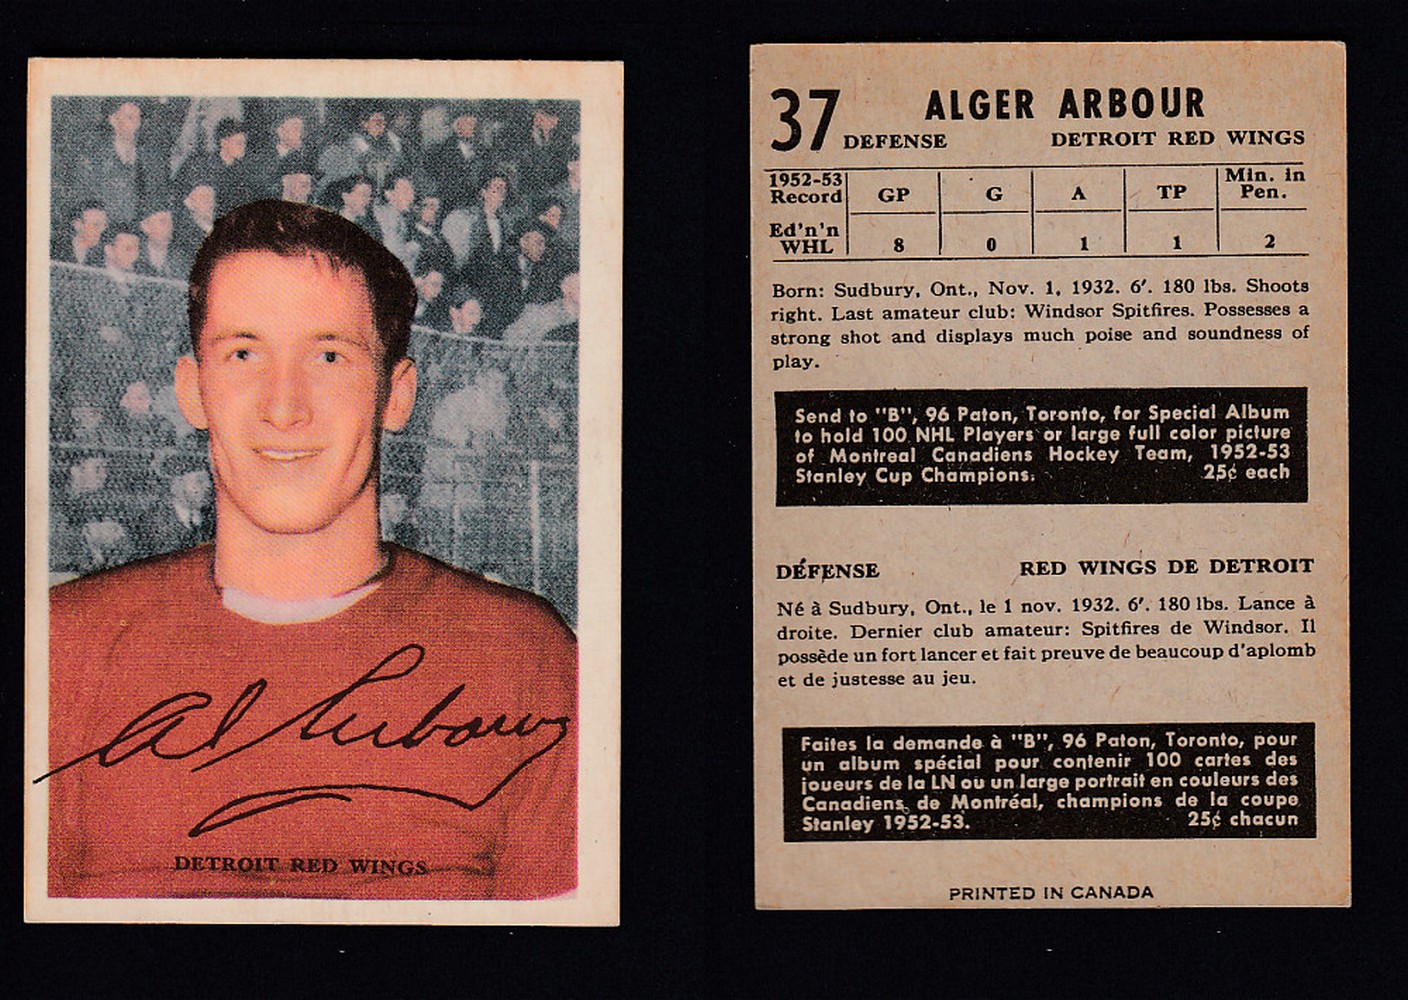 Al Arbour
DETROIT RED WINGS
37 ALGER ARBOUR
DEFENSE DETROIT RED WINGS
1952-53 Record GP G A TP Min. in Pen.
Ed'n'n WHL 8 0 1 1 2
Born: Sudbury, Ont., Nov. 1, 1932. 6'. 180 lbs. Shoots
right. Last amateur club: Windsor Spitfires. Possesses a
strong shot and displays much poise and soundness of
play.
Send to "B", 96 Paton, Toronto, for Special Album
to hold 100 NHL Players or large full color picture
of Montreal Canadiens Hockey Team, 1952-53
Stanley Cup Champions. 25¢ each
DÉFENSE RED WINGS DE DETROIT
Né à Sudbury, Ont., le 1 nov. 1932. 6'. 180 lbs. Lance à
droite. Dernier club amateur: Spitfires de Windsor. Il
possède un fort lancer et fait preuve de beaucoup d'aplomb
et de justesse au jeu.
Faites la demande à "B", 96 Paton, Toronto, pour
un album spécial pour contenir 100 cartes des
joueurs de la LN ou un large portrait en couleurs des
Canadiens de Montréal, champions de la coupe
Stanley 1952-53. 25¢ chacun
PRINTED IN CANADA